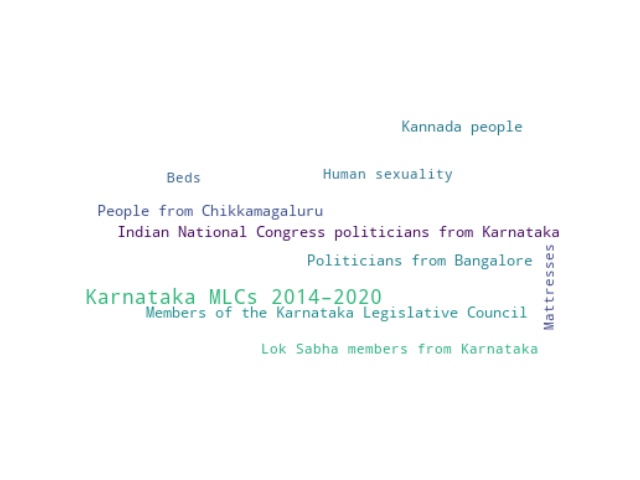 Kannada people
Human sexuality
Beds
People from Chikkamagaluru
Indian National Congress politicians from Karnataka
Politicians from Bangalore
Mattresses
Karnataka MLCs 2014–2020
Members of the Karnataka Legislative Council
Lok Sabha members from Karnataka